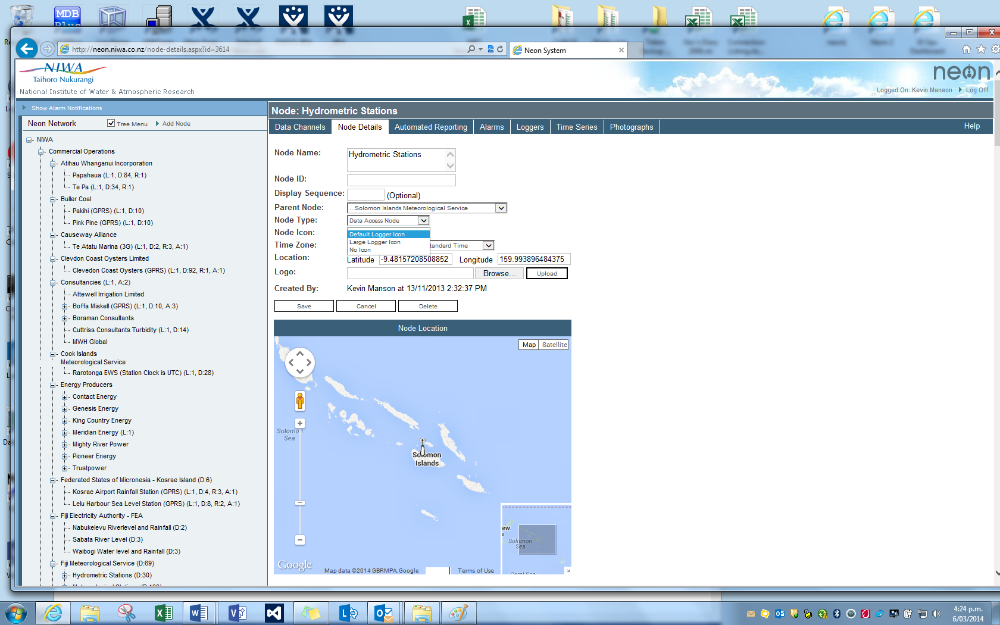 MDB
Plus
http://neon.niwa.co.nz/node-details.aspx?id=3614
Neon System
NIWA
Taihoro Nukurangi
National Institute of Water & Atmospheric Research
neon
Logged On: Kevin Manson
Log Off
Show Alarm Notifications
Neon Network
Tree Menu
Add Node
NIWA
Commercial Operations
Atihau Whanganui Incorporation
Papahaua (L:1, D:84, R:1)
Te Pa (L:1, D:34, R:1)
Buller Coal
Pakihi (GPRS) (L:1, D:10)
Pink Pine (GPRS) (L:1, D:10)
Causeway Alliance
Te Atatu Marina (3G) (L:1, D:2, R:3, A:1)
Clevdon Coast Oysters Limited
Clevedon Coast Oysters (GPRS) (L:1, D:92, R:1, A:1)
Consultancies (L:1, A:2)
Attewell Irrigation Limited
Boffa Miskell (GPRS) (L:1, D:10, A:3)
Boraman Consultants
Cuttriss Consultants Turbidity (L:1, D:14)
MWH Global
Cook Islands
Meteorological Service
Rarotonga EWS (Station Clock is UTC) (L:1, D:28)
Energy Producers
Contact Energy
Genesis Energy
King Country Energy
Meridian Energy (L:1)
Mighty River Power
Pioneer Energy
Trustpower
Federated States of Micronesia - Kosrae Island (D:6)
Kosrae Airport Rainfall Station (GPRS) (L:1, D:4, R:3, A:1)
Lelu Harbour Sea Level Station (GPRS) (L:1, D:8, R:2, A:1)
Fiji Electricity Authority - FEA
Nabukelevu Riverlevel and Rainfall (D:2)
Sabata River Level (D:3)
Waibogi Water level and Rainfall (D:3)
Fiji Meteorological Service (D:69)
Hydrometric Stations (D:30)
Node: Hydrometric Stations
Data Channels
Node Details
Automated Reporting
Alarms
Loggers
Time Series
Photographs
Help
Node Name:
Hydrometric Stations
Node ID:
Display Sequence:
(Optional)
Parent Node:
...Solomon Islands Meteorological Service
Node Type:
Data Access Node
Node Icon:
Default Logger Icon
Large Logger Icon
No Icon
Time Zone:
tandard Time
Location:
Latitude
-9.48157208508852
Longitude
159.993896484375
Logo:
Browse...
Upload
Created By:
Kevin Manson at 13/11/2013 2:32:37 PM
Save
Cancel
Delete
Node Location
Map
Satellite
Solomon
Sea
Solomon
Islands
ew
Solomon
Sea
Coral Sea
Google
Map data ©2014 GBRMPA, Google
Terms of Use
4:24 p.m.
6/03/2014